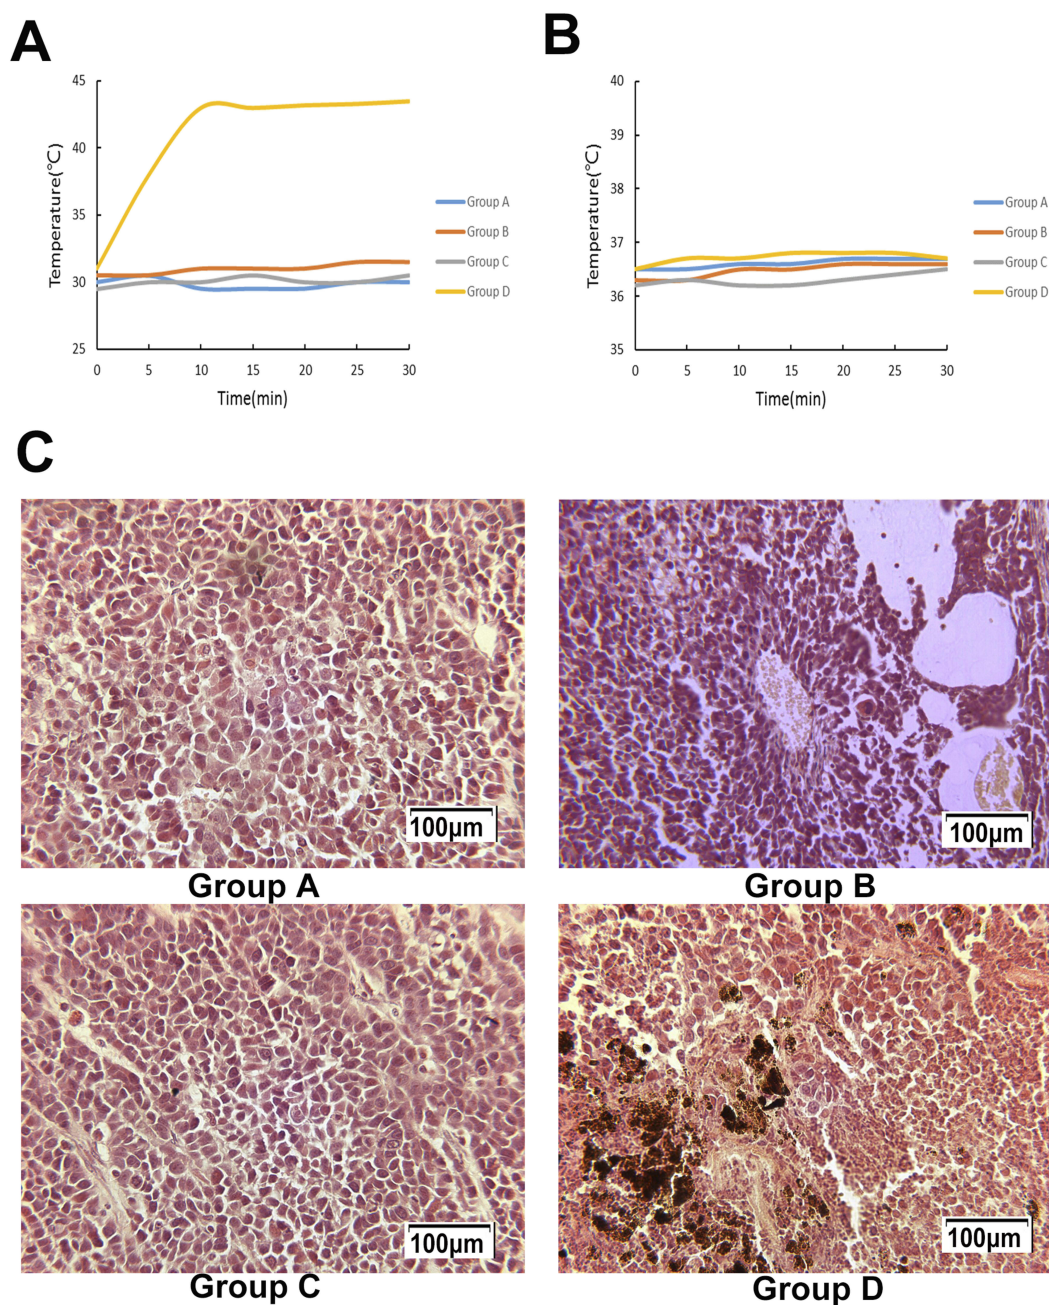 A
45
40
35
30
25
Temperature(℃)
0 5 10 15 20 25 30
Time(min)
Group A
Group B
Group C
Group D
B
40
39
38
37
36
35
Temperature(℃)
0 5 10 15 20 25 30
Time(min)
Group A
Group B
Group C
Group D
C
100μm
100μm
Group A
Group B
100μm
100μm
Group C
Group D